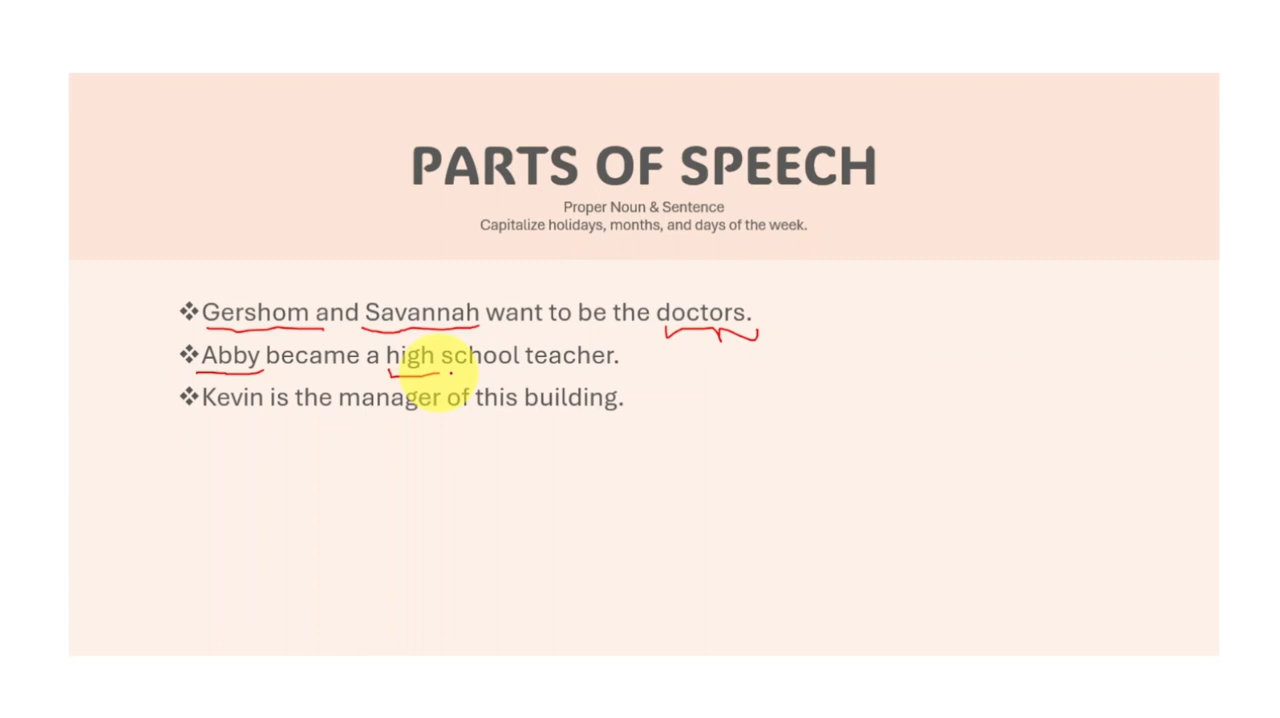 PARTS OF SPEECH
Proper Noun & Sentence
Capitalize holidays, months, and days of the week.
❖Gershom and Savannah want to be the doctors.
❖Abby became a high school teacher.
❖Kevin is the manager of this building.